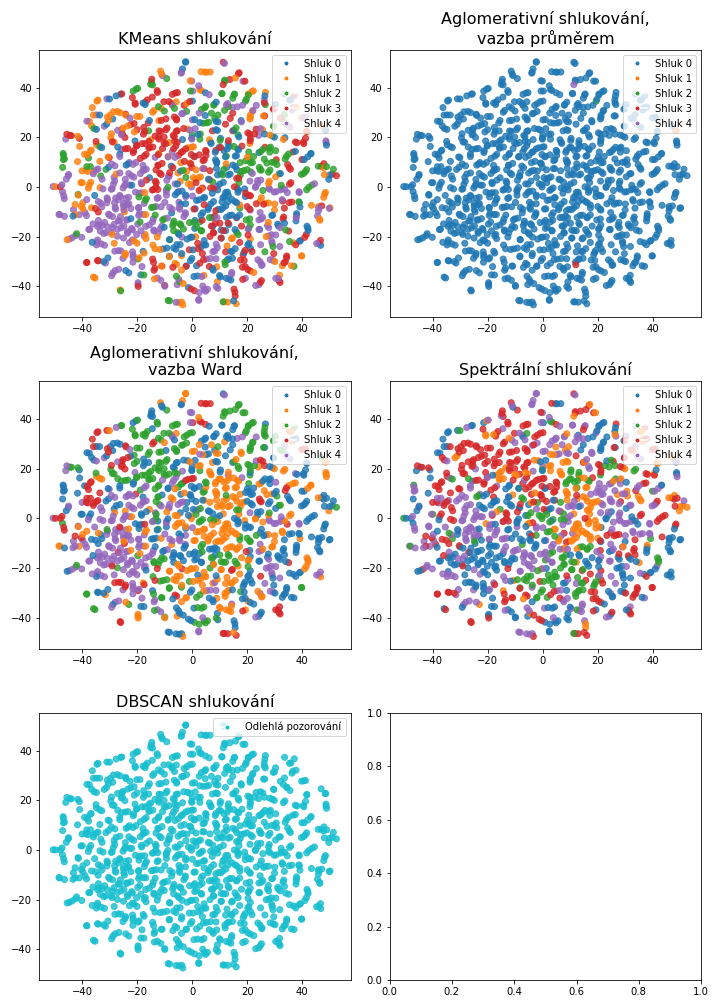 KMeans shlukování
Shluk 0
Shluk 1
Shluk 2
Shluk 3
Shluk 4
40
20
0
−20
−40
−40
−20
0
20
40
Aglomerativní shlukování,
vazba průměrem
Shluk 0
Shluk 1
Shluk 2
Shluk 3
Shluk 4
40
20
0
−20
−40
−40
−20
0
20
40
Aglomerativní shlukování,
vazba Ward
Shluk 0
Shluk 1
Shluk 2
Shluk 3
Shluk 4
40
20
0
−20
−40
−40
−20
0
20
40
Spektrální shlukování
Shluk 0
Shluk 1
Shluk 2
Shluk 3
Shluk 4
40
20
0
−20
−40
−40
−20
0
20
40
DBSCAN shlukování
Odlehlá pozorování
40
20
0
−20
−40
−40
−20
0
20
40
1.0
0.8
0.6
0.4
0.2
0.0
0.0
0.2
0.4
0.6
0.8
1.0